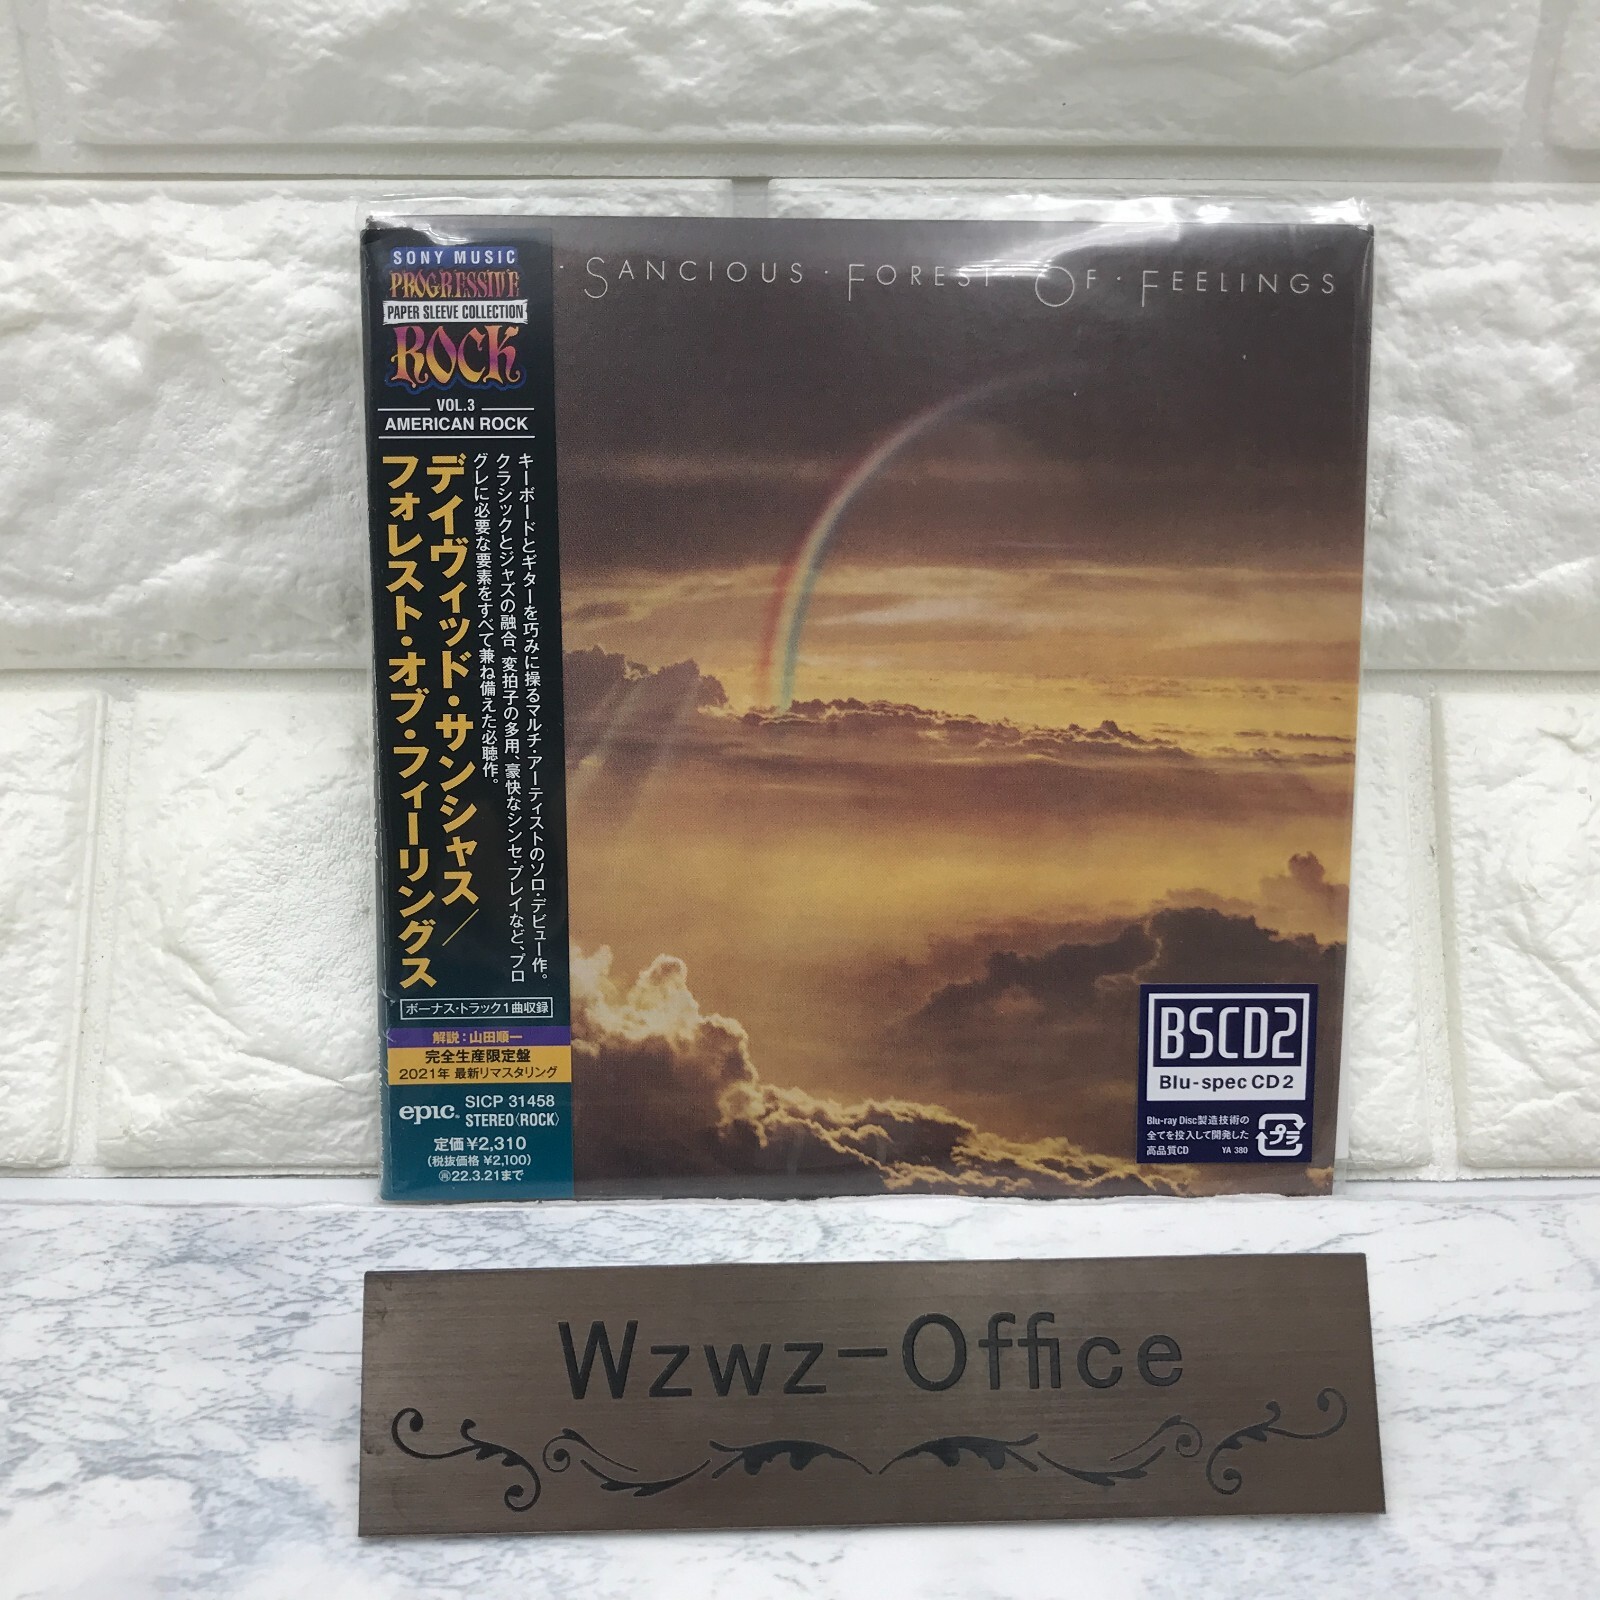 SONY MUSIC
PROGRESSIVE
PAPER SLEEVE COLLECTION
ROCK
VOL.3
AMERICAN ROCK
キーボードとギターを巧みに操るマルチ・アーティストのソロ・デビュー作。
クラシックとジャズの融合、変拍子の多用、豪快なシンセ・プレイなど、プロ
グレに必要な要素をすべて兼ね備えた必聴作。
デイヴィッド・サンシャス／
フォレスト・オブ・フィーリングス
ボーナス・トラック1曲収録
解説：山田順一
完全生産限定盤
2021年 最新リマスタリング
epic
SICP 31458
STEREO〈ROCK〉
定価￥2,310
(税抜価格 ￥2,100)
22.3.21まで
· SANCIOUS · FOREST · OF · FEELINGS
BSCD2
Blu-spec CD 2
Blu-ray Disc製造技術の
全てを投入して開発した
高品質CD YA 380
プラ
Wzwz-Office